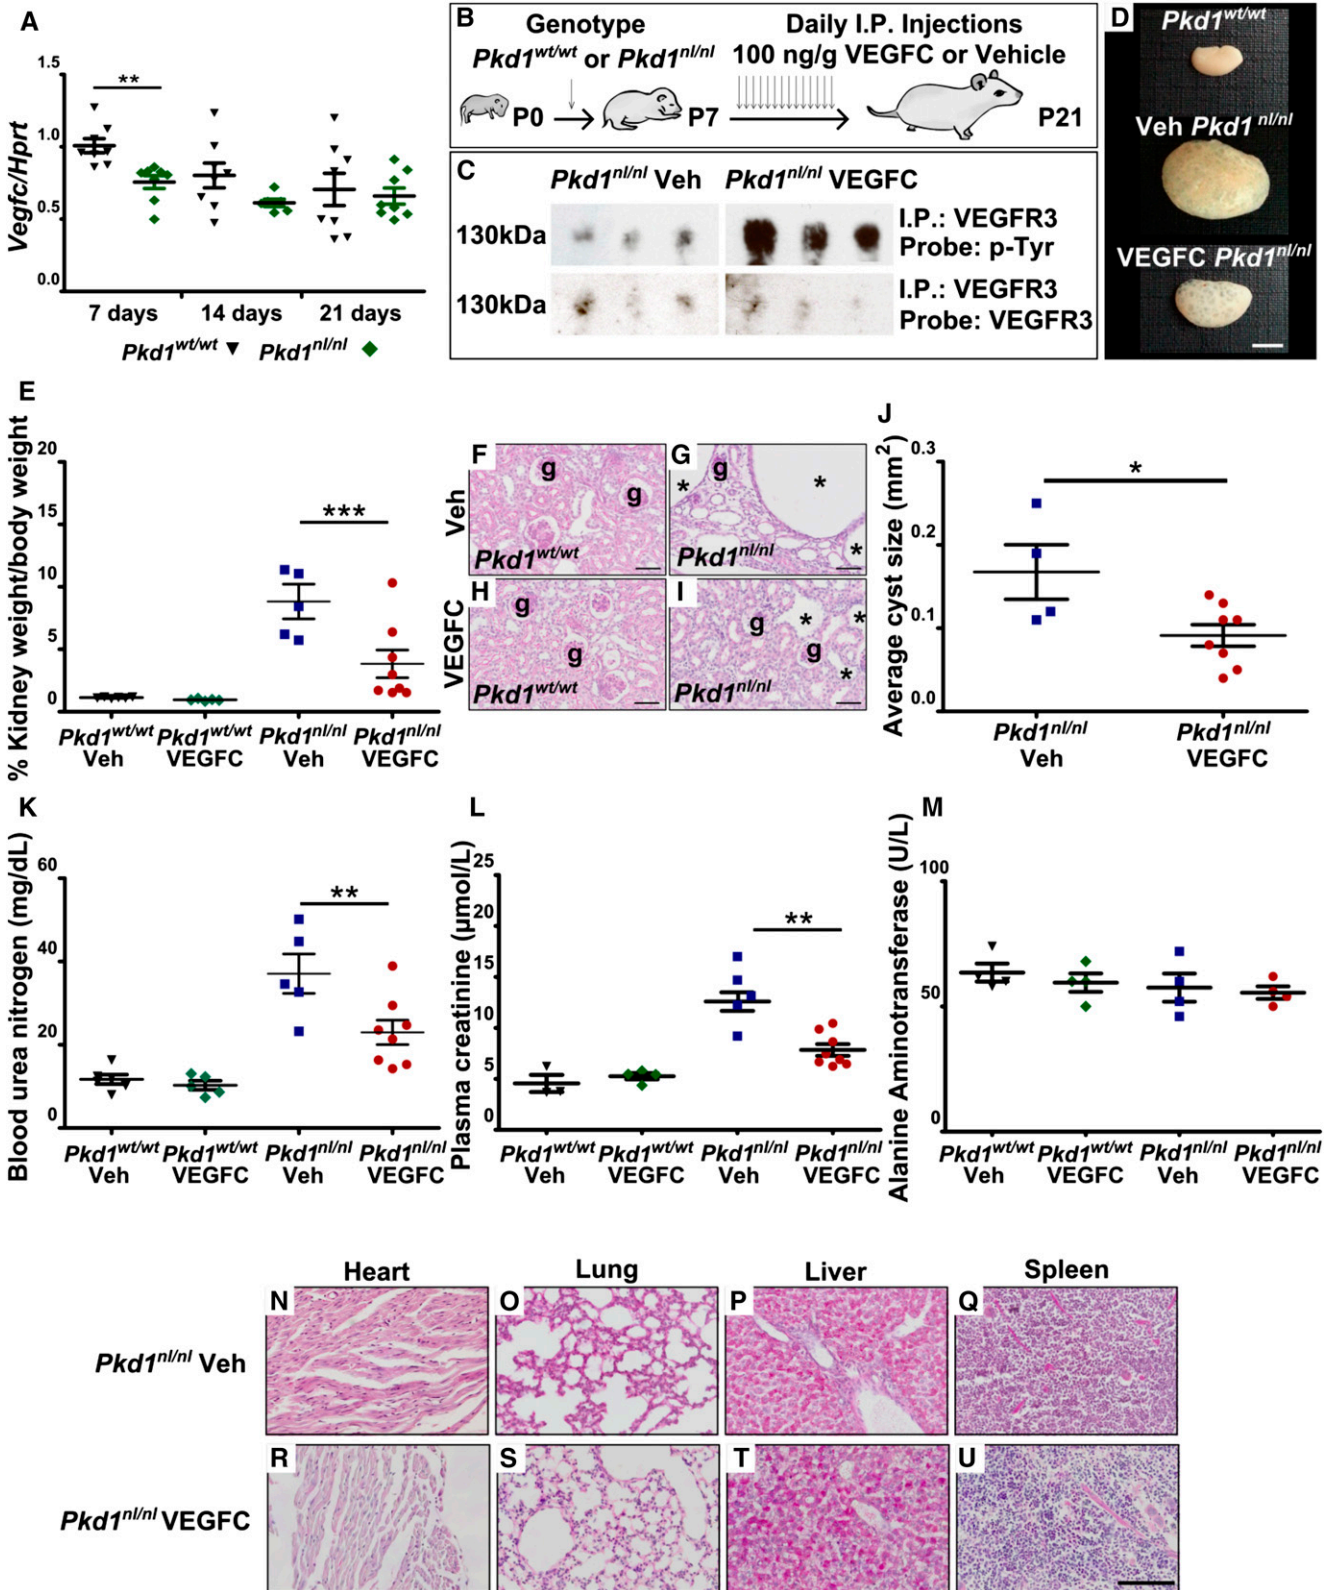 A
1.5
1.0
0.5
0.0
Vegfc/Hprt
**
7 days 14 days 21 days
Pkd1wt/wt ▼ Pkd1nl/nl ◆
B
Genotype
Pkd1wt/wt or Pkd1nl/nl
Daily I.P. Injections
100 ng/g VEGFC or Vehicle
P0 P7 P21
C
Pkd1nl/nl Veh Pkd1nl/nl VEGFC
130kDa
I.P.: VEGFR3
Probe: p-Tyr
130kDa
I.P.: VEGFR3
Probe: VEGFR3
D
Pkd1wt/wt
Veh Pkd1 nl/nl
VEGFC Pkd1nl/nl
E
% Kidney weight/body weight
20
15
10
5
0
***
Pkd1wt/wt Veh
Pkd1wt/wt VEGFC
Pkd1nl/nl Veh
Pkd1nl/nl VEGFC
Veh
VEGFC
F
g
g
Pkd1wt/wt
G
g
*
*
*
Pkd1nl/nl
H
g
g
Pkd1wt/wt
I
g
g
*
*
*
Pkd1nl/nl
J
Average cyst size (mm2)
0.3
0.2
0.1
0.0
*
Pkd1nl/nl Veh
Pkd1nl/nl VEGFC
K
Blood urea nitrogen (mg/dL)
60
40
20
0
**
Pkd1wt/wt Veh
Pkd1wt/wt VEGFC
Pkd1nl/nl Veh
Pkd1nl/nl VEGFC
L
Plasma creatinine (µmol/L)
25
20
15
10
5
0
**
Pkd1wt/wt Veh
Pkd1wt/wt VEGFC
Pkd1nl/nl Veh
Pkd1nl/nl VEGFC
M
Alanine Aminotransferase (U/L)
100
50
0
Pkd1wt/wt Veh
Pkd1wt/wt VEGFC
Pkd1nl/nl Veh
Pkd1nl/nl VEGFC
Heart Lung Liver Spleen
Pkd1nl/nl Veh
N O P Q
Pkd1nl/nl VEGFC
R S T U